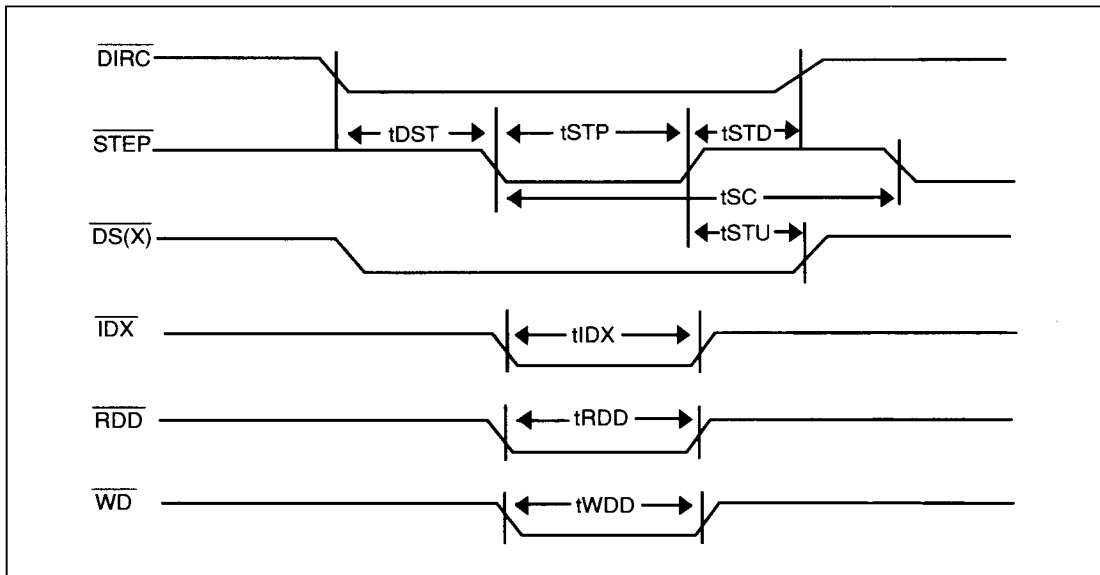 DIRC
tDST tSTP tSTD
STEP
tSC
DS(X)
tSTU
IDX
tIDX
RDD
tRDD
WD
tWDD